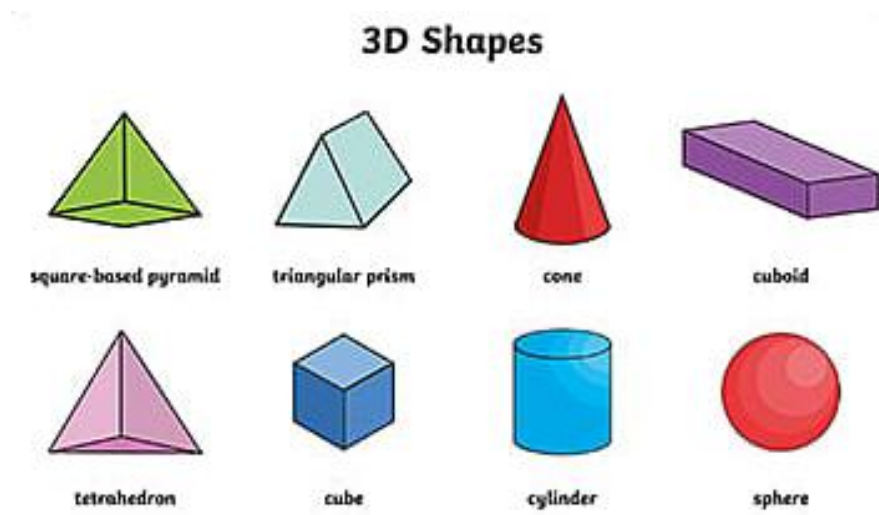 3D Shapes
square-based pyramid triangular prism cone cuboid
tetrahedron cube cylinder sphere